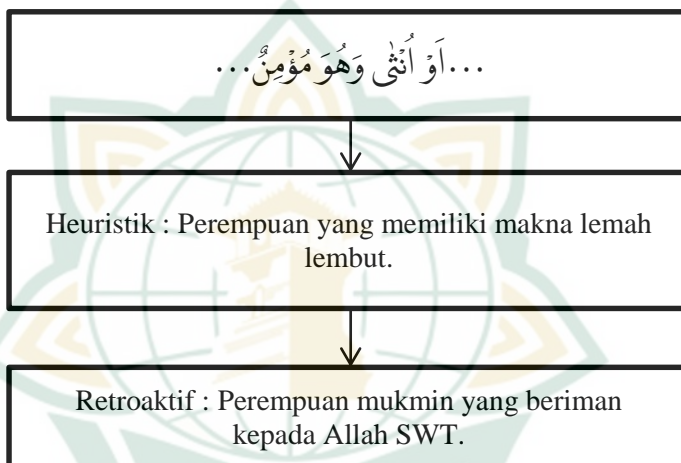 ...اَوْ اُنْثٰى وَهُوَ مُؤْمِنٌ...
Heuristik : Perempuan yang memiliki makna lemah
lembut.
Retroaktif : Perempuan mukmin yang beriman
kepada Allah SWT.